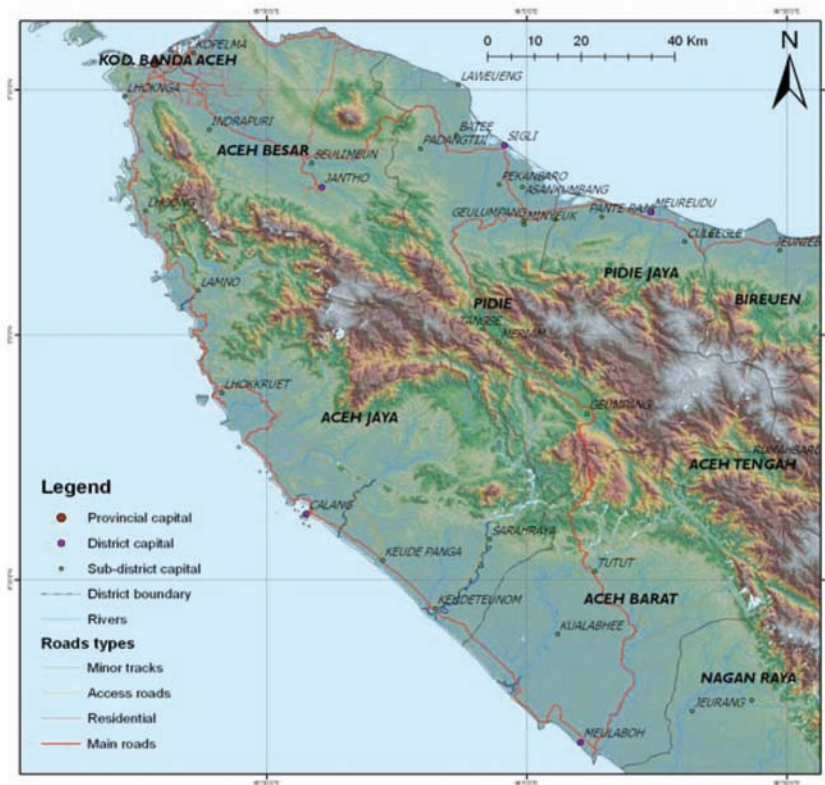 KOPELMA
KOD. BANDA ACEH
0 10 20 40 Km
N
LAWEUENG
LHOKNGA
INDRAPURI
BATEE
SIGLI
ACEH BESAR
PADANGTIJI
SEULIMEUN
JANTHO
PEKANBARO
ASANKUMBANG
LHOONG
GEULUMPANG MINYEUK
PANTE RAJA
MEUREUDU
CULEEGLE
JEUNIEB
PIDIE JAYA
LAMNO
PIDIE
BIREUEN
TANGSE
MERIAM
LHOKKRUET
ACEH JAYA
GEUMPANG
RUMAHBARO
ACEH TENGAH
Legend
Provincial capital
CALANG
District capital
SARAHRAYA
Sub-district capital
KEUDE PANGA
TUTUT
District boundary
KEUDETEUNOM
ACEH BARAT
Rivers
KUALABHEE
Roads types
Minor tracks
NAGAN RAYA
Access roads
JEURANG
Residential
Main roads
MEULABOH